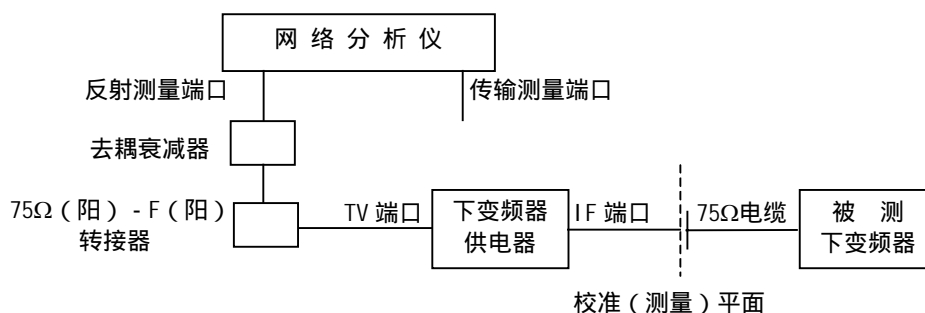 网 络 分 析 仪
反射测量端口
传输测量端口
去耦衰减器
75Ω（阳）- F（阳）
转接器
TV 端口
下变频器
供电器
IF 端口
75Ω电缆
被 测
下变频器
校准（测量）平面